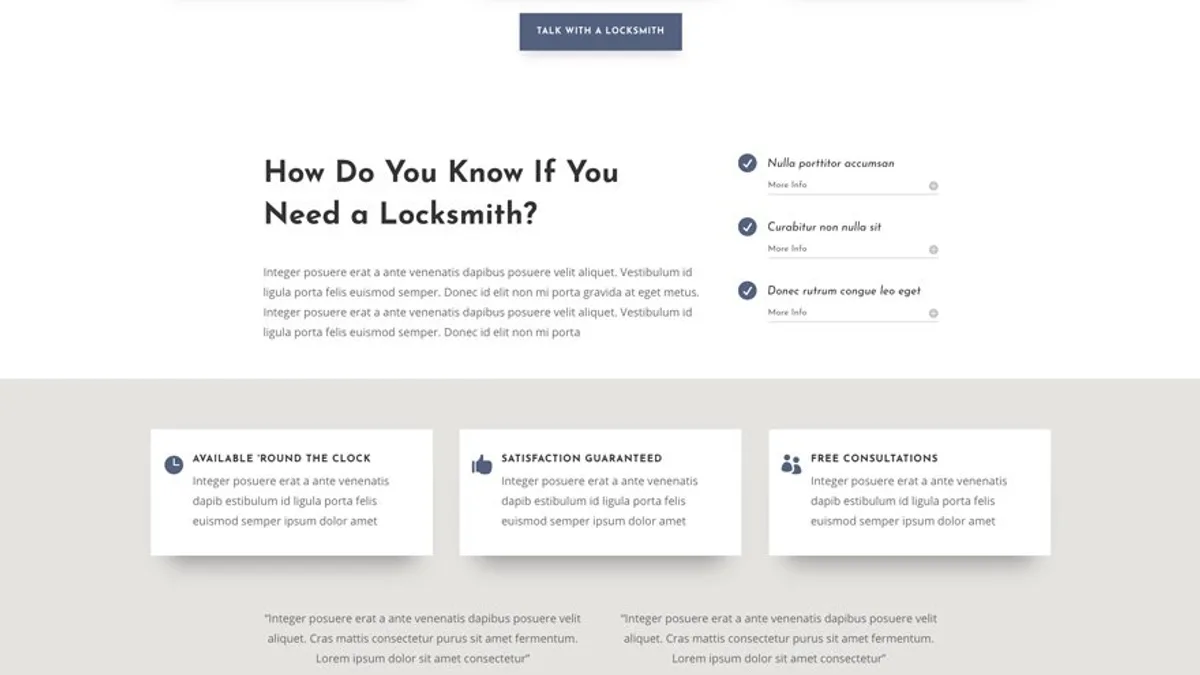 TALK WITH A LOCKSMITH
How Do You Know If You
Need a Locksmith?
Integer posuere erat a ante venenatis dapibus posuere velit aliquet. Vestibulum id
ligula porta felis euismod semper. Donec id elit non mi porta gravida at eget metus.
Integer posuere erat a ante venenatis dapibus posuere velit aliquet. Vestibulum id
ligula porta felis euismod semper. Donec id elit non mi porta
Nulla porttitor accumsan
More Info
Curabitur non nulla sit
More Info
Donec rutrum congue leo eget
More Info
AVAILABLE 'ROUND THE CLOCK
Integer posuere erat a ante venenatis
dapib estibulum id ligula porta felis
euismod semper ipsum dolor amet
SATISFACTION GUARANTEED
Integer posuere erat a ante venenatis
dapib estibulum id ligula porta felis
euismod semper ipsum dolor amet
FREE CONSULTATIONS
Integer posuere erat a ante venenatis
dapib estibulum id ligula porta felis
euismod semper ipsum dolor amet
"Integer posuere erat a ante venenatis dapibus posuere velit
aliquet. Cras mattis consectetur purus sit amet fermentum.
Lorem ipsum dolor sit amet consectetur"
"Integer posuere erat a ante venenatis dapibus posuere velit
aliquet. Cras mattis consectetur purus sit amet fermentum.
Lorem ipsum dolor sit amet consectetur"